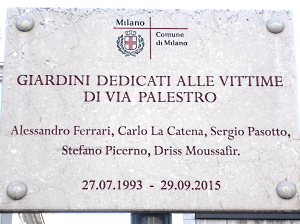 Milano
Comune
di Milano
GIARDINI DEDICATI ALLE VITTIME
DI VIA PALESTRO
Alessandro Ferrari, Carlo La Catena, Sergio Pasotto,
Stefano Picerno, Driss Moussafir.
27.07.1993 - 29.09.2015